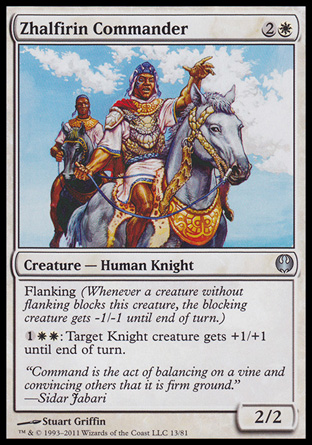 Zhalfirin Commander 2
Creature — Human Knight
Flanking (Whenever a creature without
flanking blocks this creature, the blocking
creature gets -1/-1 until end of turn.)
1: Target Knight creature gets +1/+1
until end of turn.
“Command is the act of balancing on a vine and
convincing others that it is firm ground.”
—Sidar Jabari
Stuart Griffin
™ & © 1993–2011 Wizards of the Coast LLC 13/81
2/2